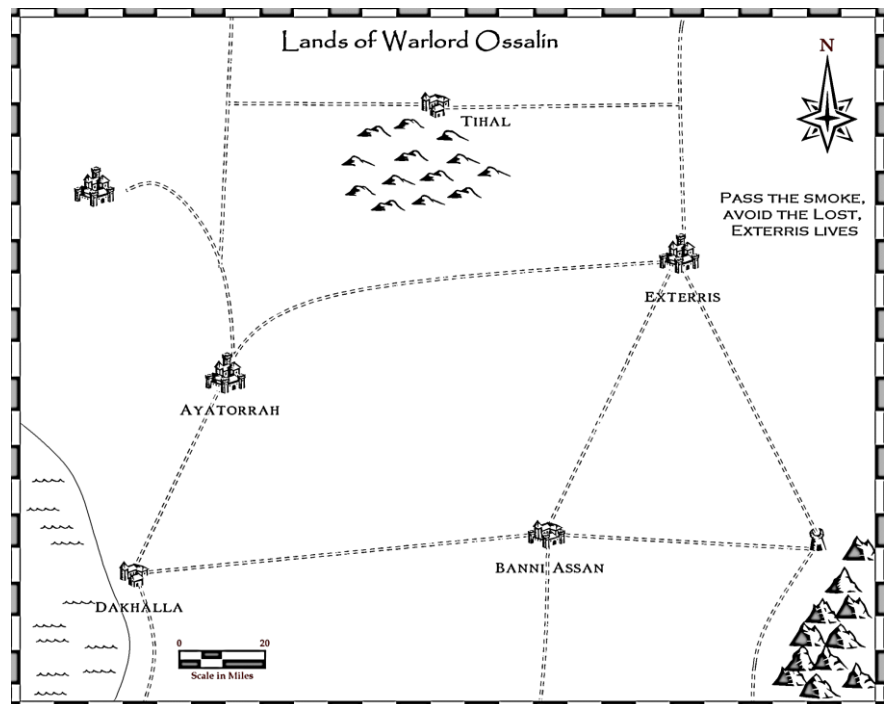 Lands of Warlord Ossalin
N
Tihal
Pass the smoke,
avoid the Lost,
Exterris lives
Exterris
Ayatorrah
Banni Assan
Dakhalla
0 20
Scale in Miles